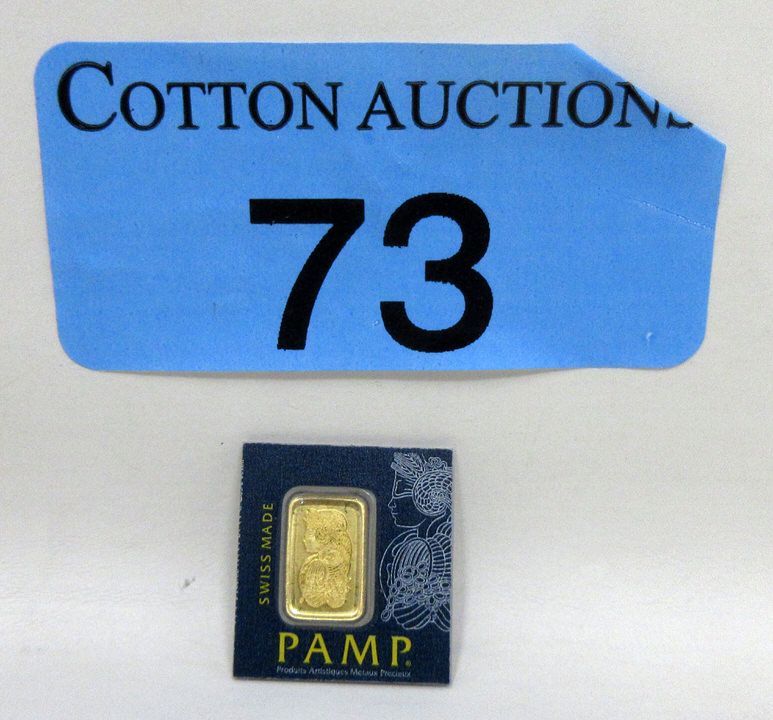 COTTON AUCTIONS
73
SWISS MADE
PAMP®
Produits Artistiques Métaux Précieux